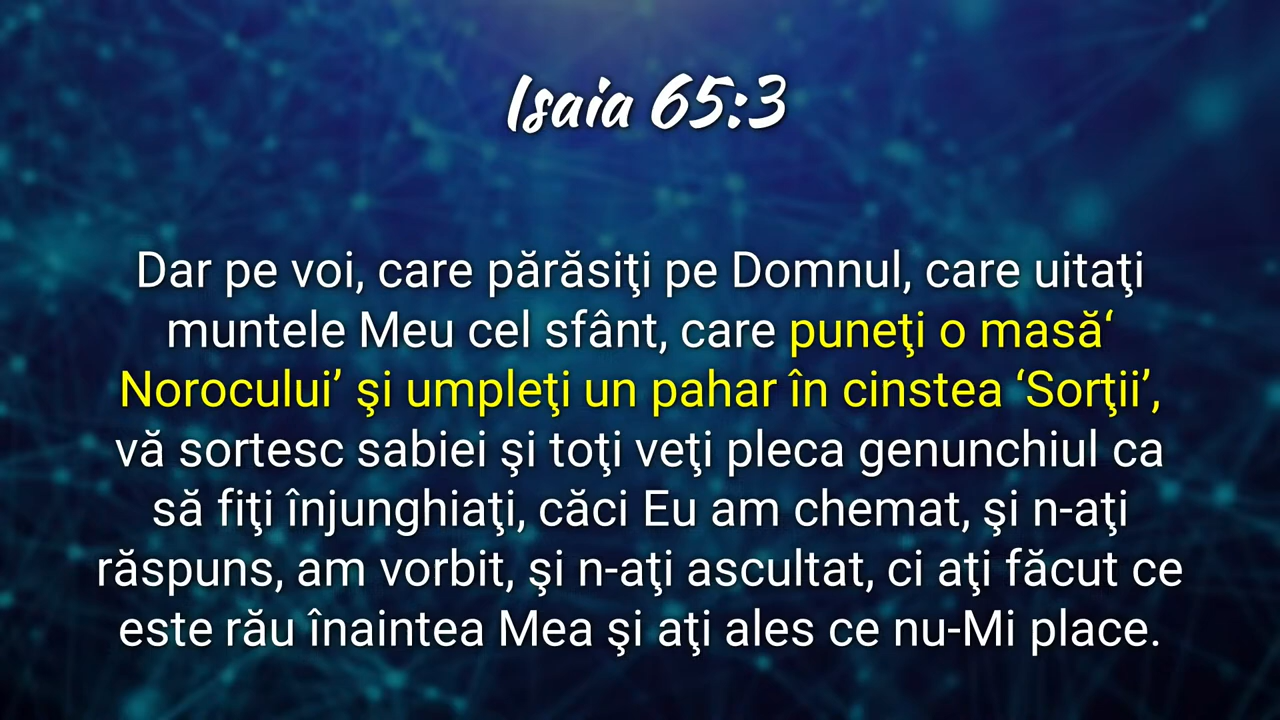 Isaia 65:3
Dar pe voi, care părăsiţi pe Domnul, care uitaţi
muntele Meu cel sfânt, care puneţi o masă‘
Norocului’ şi umpleţi un pahar în cinstea ‘Sorţii’,
vă sortesc sabiei şi toţi veţi pleca genunchiul ca
să fiţi înjunghiaţi, căci Eu am chemat, şi n-aţi
răspuns, am vorbit, şi n-aţi ascultat, ci aţi făcut ce
este rău înaintea Mea şi aţi ales ce nu-Mi place.